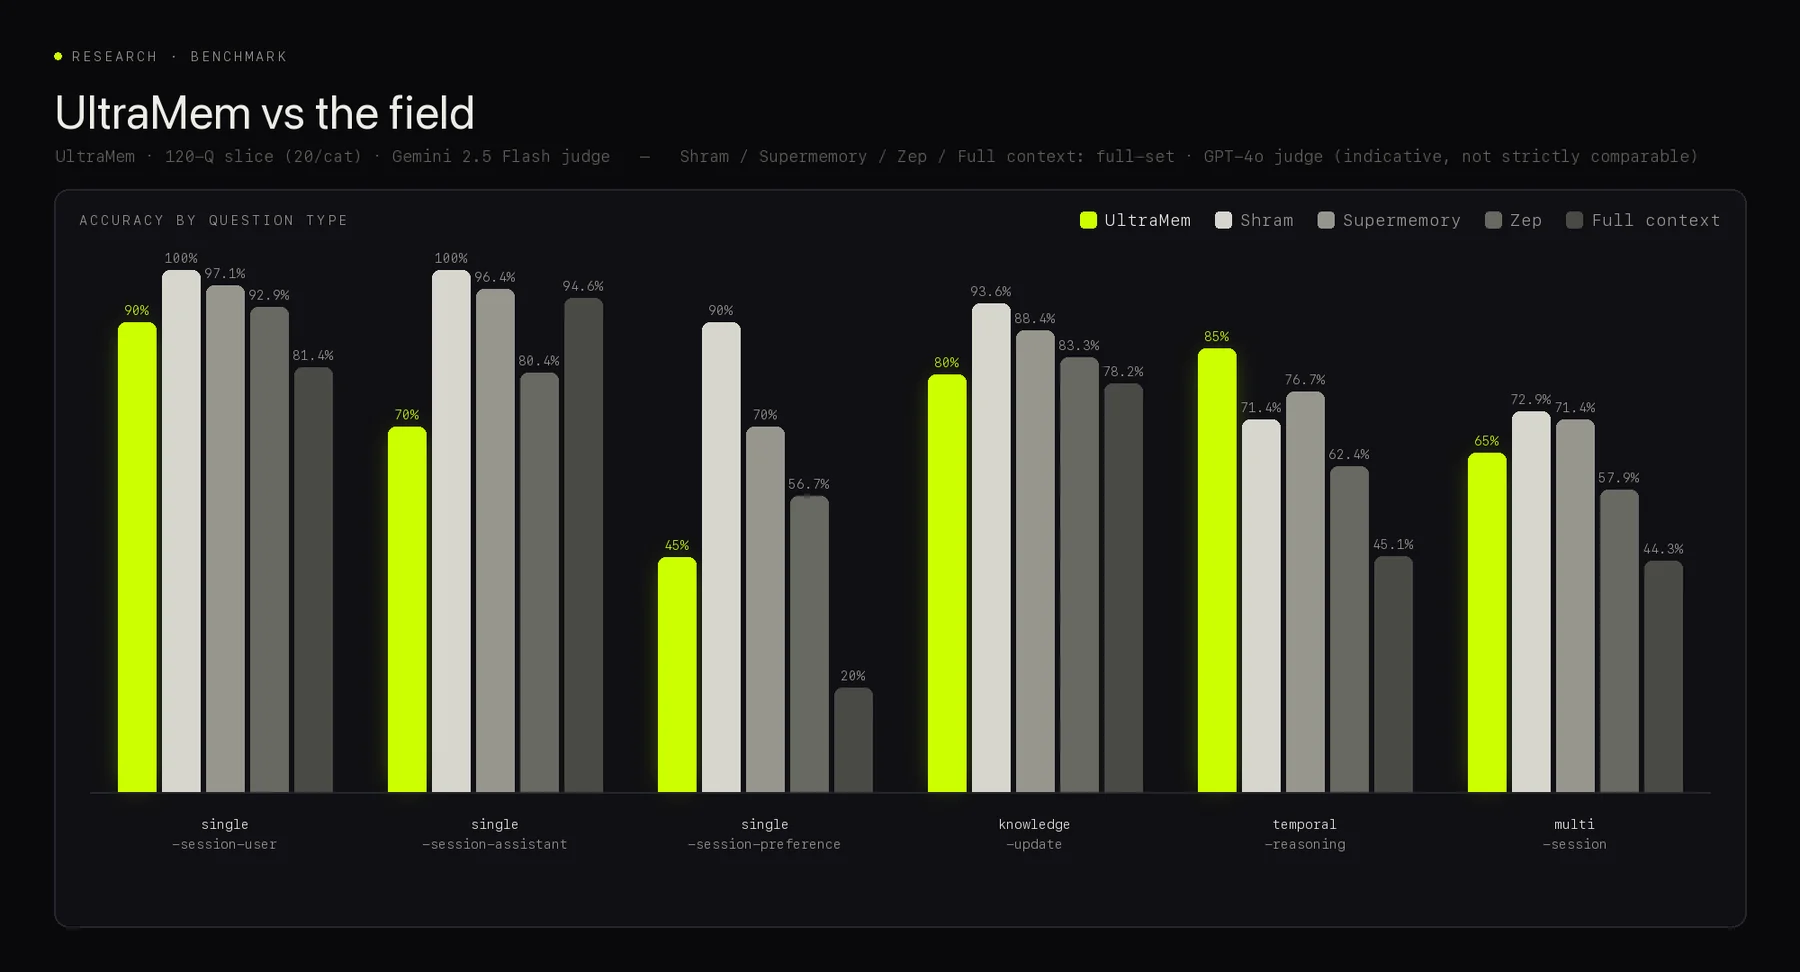 RESEARCH · BENCHMARK
UltraMem vs the field
UltraMem · 120-Q slice (20/cat) · Gemini 2.5 Flash judge — Shram / Supermemory / Zep / Full context: full-set · GPT-4o judge (indicative, not strictly comparable)
ACCURACY BY QUESTION TYPE
UltraMem Shram Supermemory Zep Full context
90% 100% 97.1% 92.9% 81.4%
70% 100% 96.4% 80.4% 94.6%
45% 90% 70% 56.7% 20%
80% 93.6% 88.4% 83.3% 78.2%
85% 71.4% 76.7% 62.4% 45.1%
65% 72.9% 71.4% 57.9% 44.3%
single
-session-user
single
-session-assistant
single
-session-preference
knowledge
-update
temporal
-reasoning
multi
-session